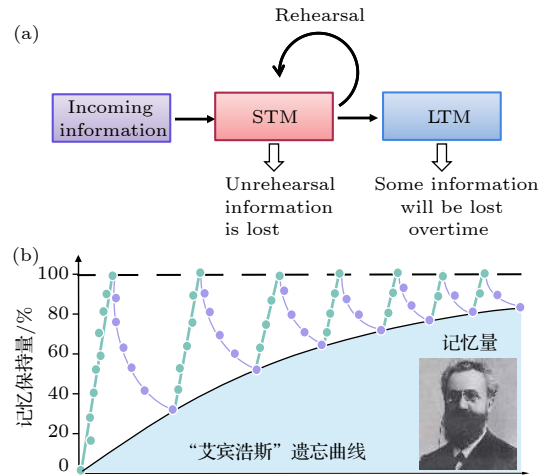 (a)
Rehearsal
Incoming
information
STM
LTM
Unrehearsal
information
is lost
Some information
will be lost
overtime
(b)
记忆保持量/%
100
80
60
40
20
0
记忆量
“艾宾浩斯”遗忘曲线